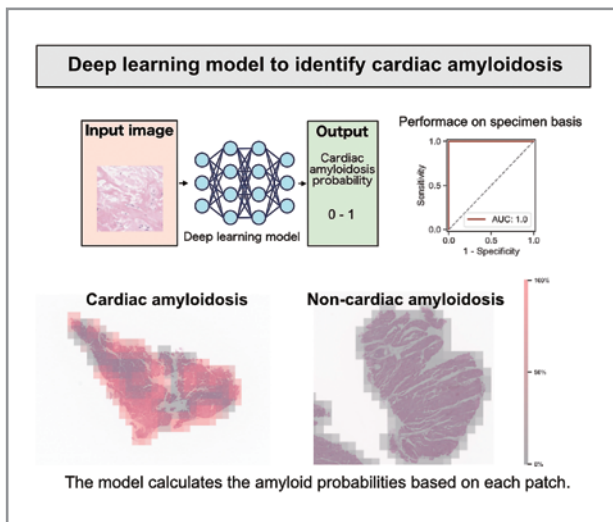 Deep learning model to identify cardiac amyloidosis
Input image
Deep learning model
Output
Cardiac
amyloidosis
probability
0 - 1
Performace on specimen basis
Sensitivity
1.0
0.5
0.0
0.0
0.5
1.0
AUC: 1.0
1 - Specificity
Cardiac amyloidosis
Non-cardiac amyloidosis
100%
50%
0%
The model calculates the amyloid probabilities based on each patch.